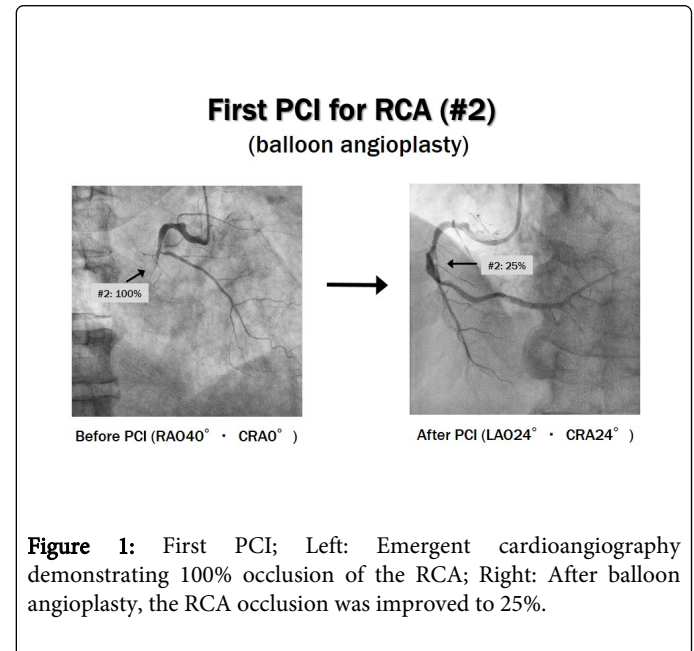 First PCI for RCA (#2)
(balloon angioplasty)
#2: 100%
#2: 25%
Before PCI (RAO40° · CRA0° )
After PCI (LAO24° · CRA24° )
Figure 1: First PCI; Left: Emergent cardioangiography
demonstrating 100% occlusion of the RCA; Right: After balloon
angioplasty, the RCA occlusion was improved to 25%.